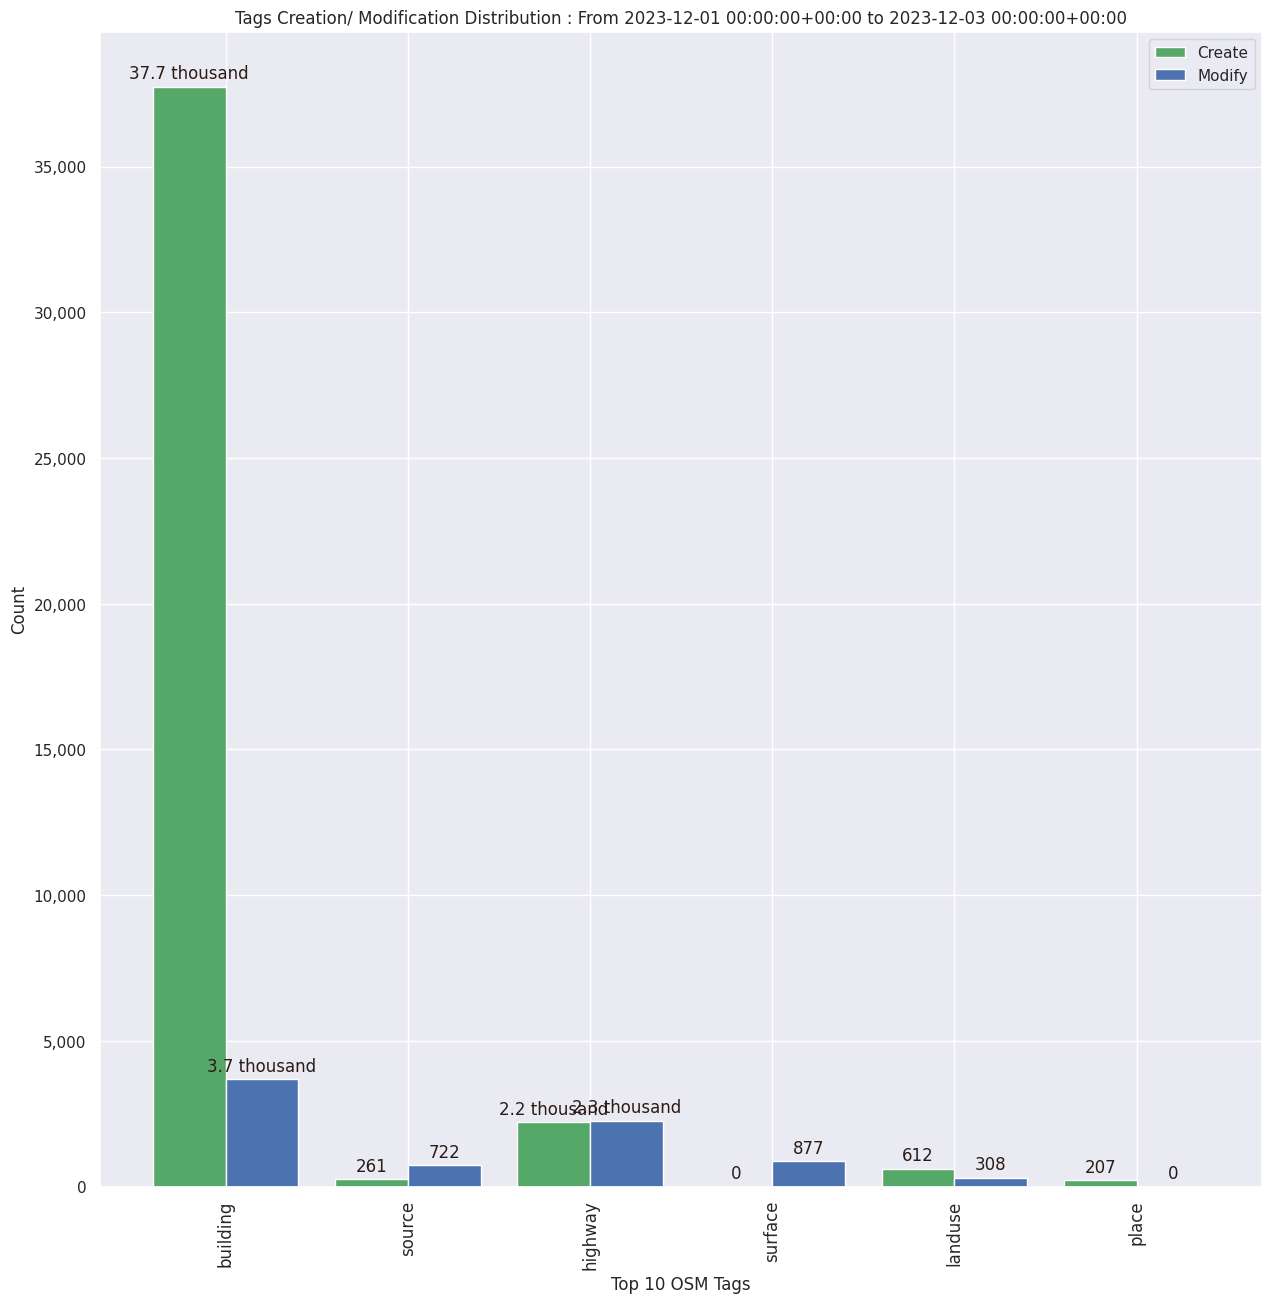 Tags Creation/ Modification Distribution : From 2023-12-01 00:00:00+00:00 to 2023-12-03 00:00:00+00:00
Create
Modify
37.7 thousand
35,000
30,000
25,000
20,000
15,000
10,000
5,000
0
Count
3.7 thousand
261
722
2.2 thousand
2.3 thousand
0
877
612
308
207
0
building
source
highway
surface
landuse
place
Top 10 OSM Tags